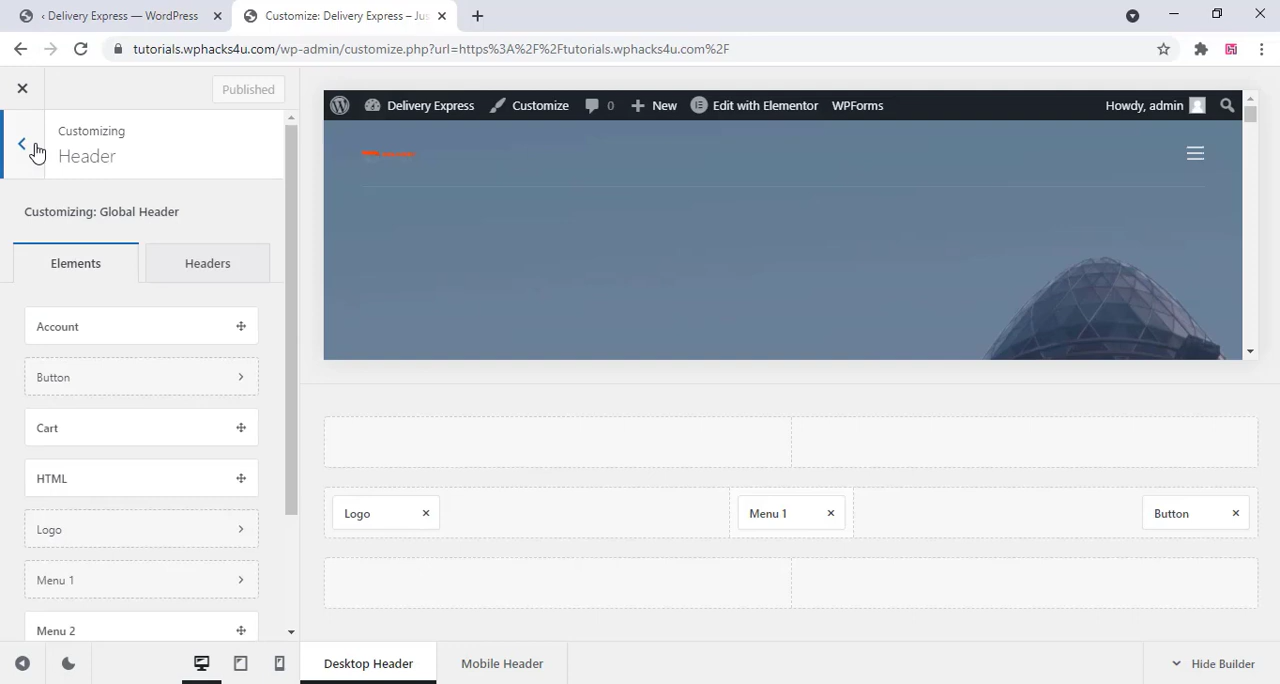 ‹ Delivery Express — WordPress
Customize: Delivery Express – Jus
tutorials.wphacks4u.com/wp-admin/customize.php?url=https%3A%2F%2Ftutorials.wphacks4u.com%2F
Published
Delivery Express
Customize
0
New
Edit with Elementor
WPForms
Howdy, admin
Customizing
Header
Customizing: Global Header
Elements
Headers
Account
Button
Cart
HTML
Logo
Menu 1
Menu 2
Logo
Menu 1
Button
Desktop Header
Mobile Header
Hide Builder